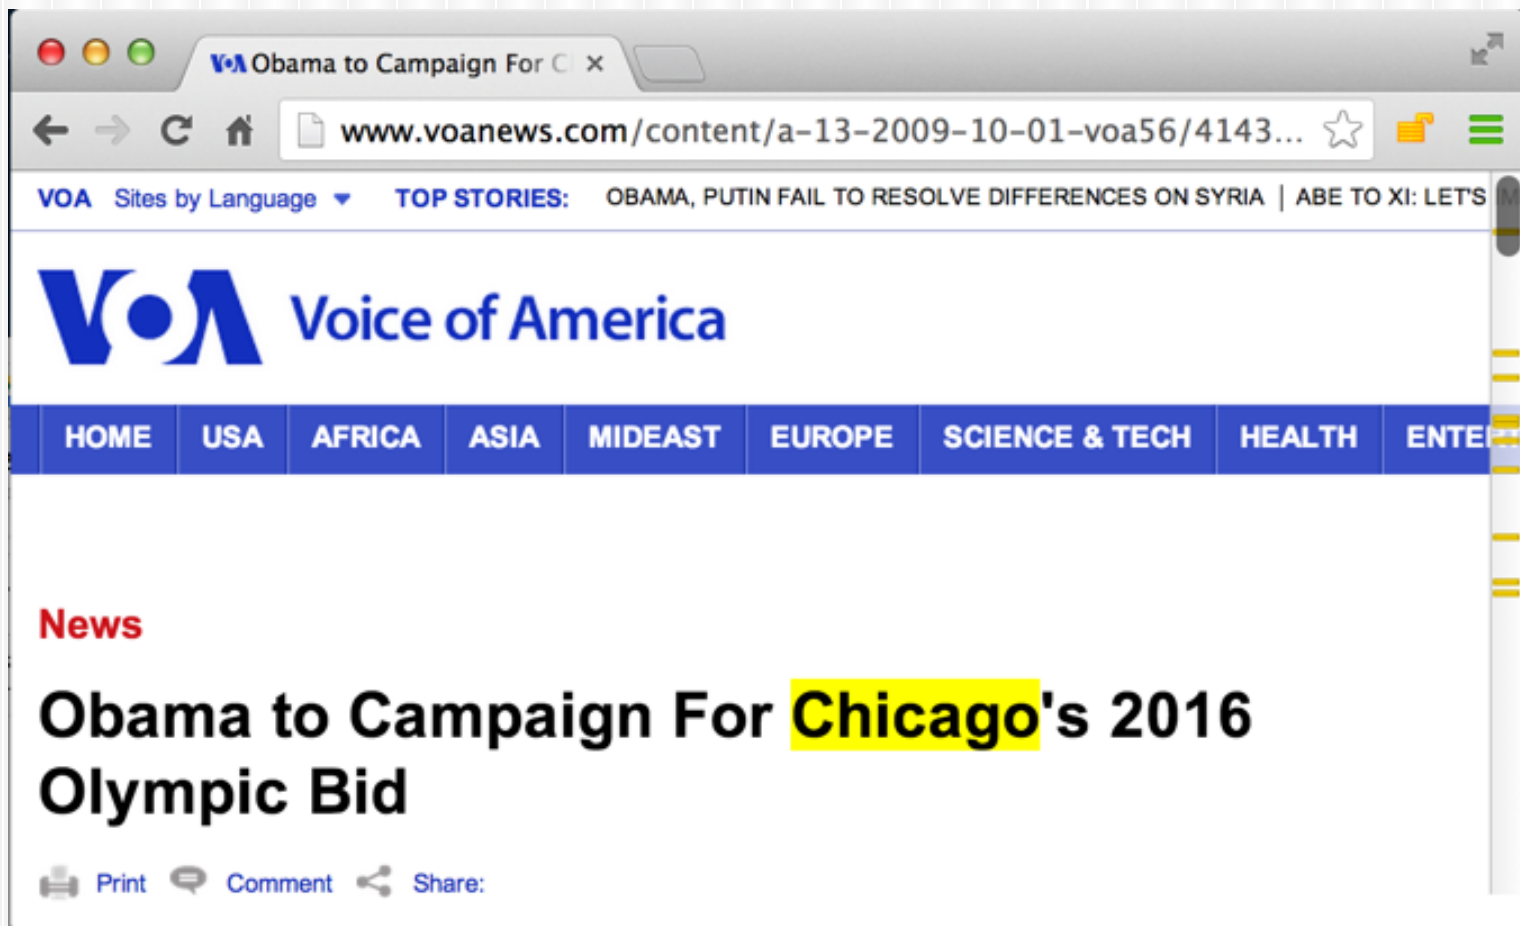 VOA Obama to Campaign For C
www.voanews.com/content/a-13-2009-10-01-voa56/4143...
VOA Sites by Language TOP STORIES: OBAMA, PUTIN FAIL TO RESOLVE DIFFERENCES ON SYRIA | ABE TO XI: LET'S
VOA Voice of America
HOME USA AFRICA ASIA MIDEAST EUROPE SCIENCE & TECH HEALTH
News
Obama to Campaign For Chicago's 2016
Olympic Bid
Print Comment Share: